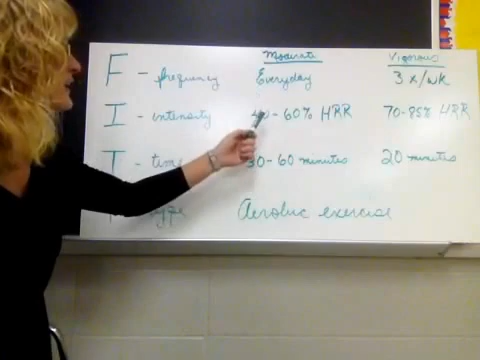 Moderate Vigorous
F - frequency Everyday 3 x/wk
I - intensity 40-60% HRR 70-85% HRR
T - time 30-60 minutes 20 minutes
type Aerobic exercise